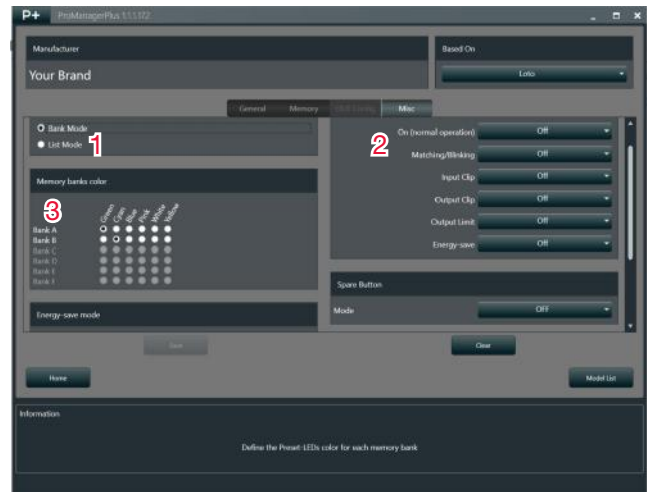 P+ ProManagerPlus 1.1.1.372
Manufacturer
Your Brand
Based On
Loto
General Memory Misc
Bank Mode
List Mode
1
Memory banks color
3
Green Cyan Blue Pink White Yellow
Bank A
Bank B
Bank C
Bank D
Bank E
Bank F
Energy-save mode
2
On (normal operation) Off
Matching/Blinking Off
Input Clip Off
Output Clip Off
Output Limit Off
Energy-save Off
Spare Button
Mode OFF
Save
Clear
Home
Model List
Information
Define the Preset-LEDs color for each memory bank